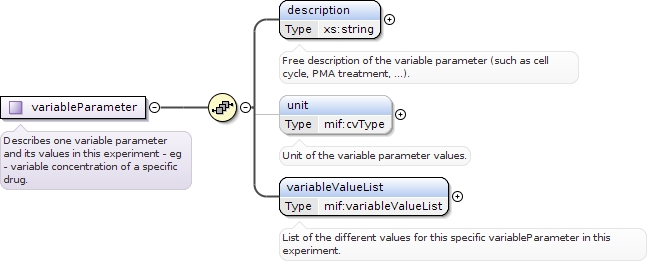 description
Type xs:string
Free description of the variable parameter (such as cell
cycle, PMA treatment, ...).
variableParameter
Describes one variable parameter
and its values in this experiment - eg
- variable concentration of a specific
drug.
unit
Type mif:cvType
Unit of the variable parameter values.
variableValueList
Type mif:variableValueList
List of the different values for this specific variableParameter in this
experiment.